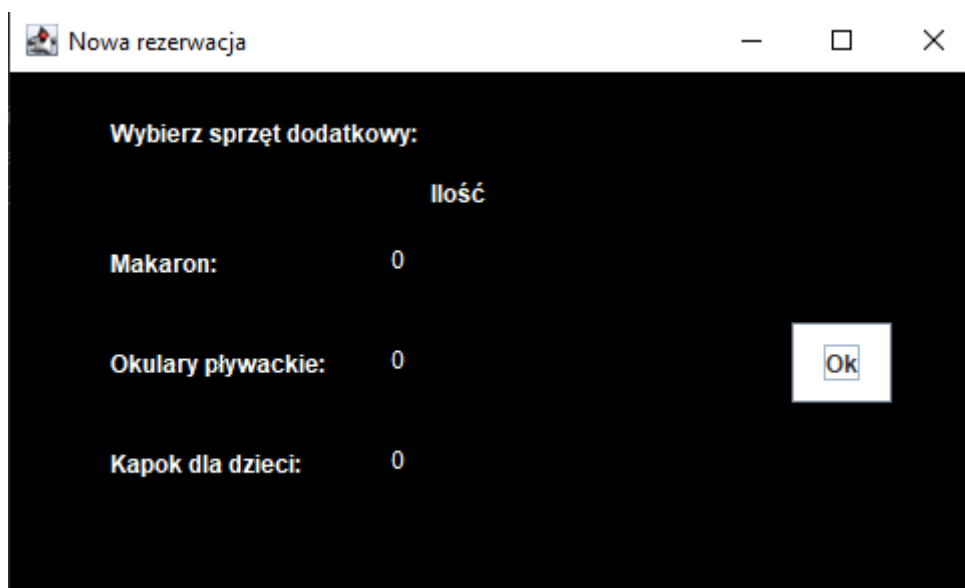 Nowa rezerwacja
Wybierz sprzęt dodatkowy:
Ilość
Makaron: 0
Okulary pływackie: 0
Ok
Kapok dla dzieci: 0